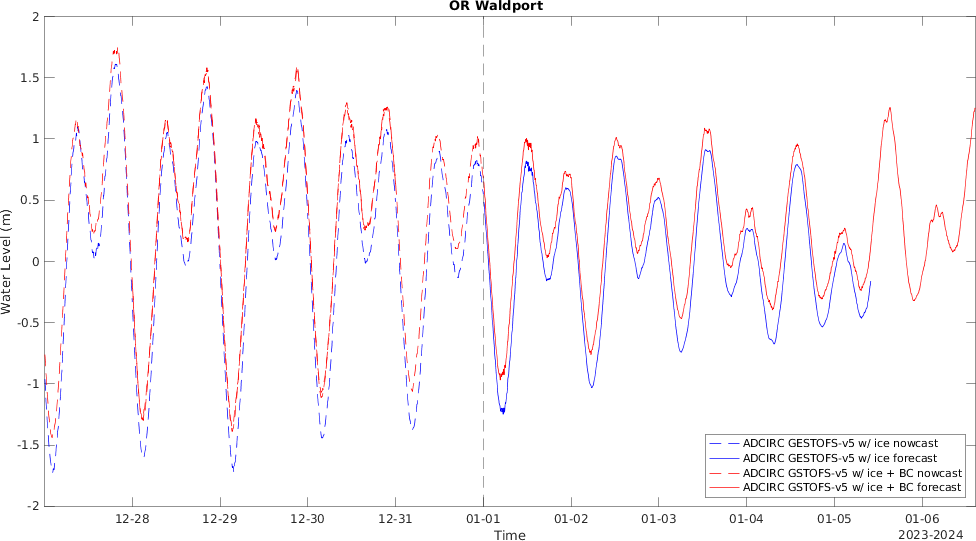 OR Waldport
2
1.5
1
0.5
0
-0.5
-1
-1.5
-2
Water Level (m)
12-28
12-29
12-30
12-31
01-01
01-02
01-03
01-04
01-05
01-06
Time
2023-2024
ADCIRC GESTOFS-v5 w/ ice nowcast
ADCIRC GESTOFS-v5 w/ ice forecast
ADCIRC GSTOFS-v5 w/ ice + BC nowcast
ADCIRC GSTOFS-v5 w/ ice + BC forecast